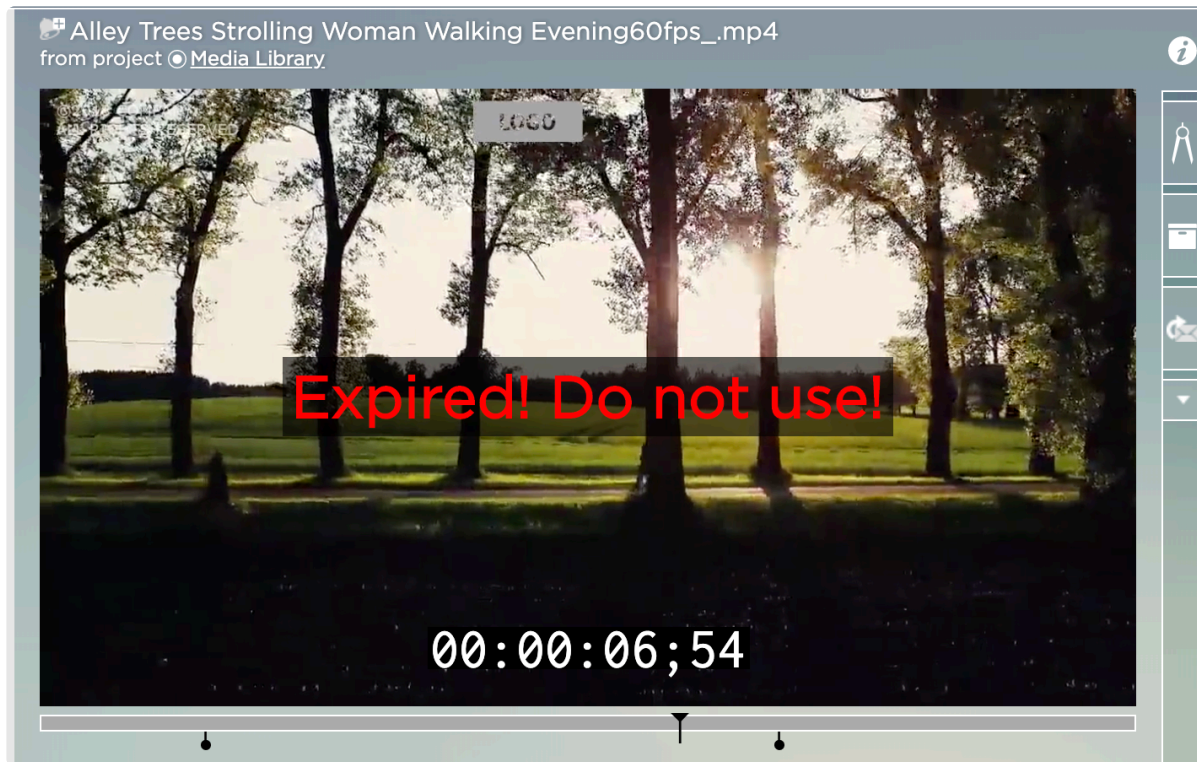 Alley Trees Strolling Woman Walking Evening60fps_.mp4
from project Media Library
LOGO
Expired! Do not use!
00:00:06;54